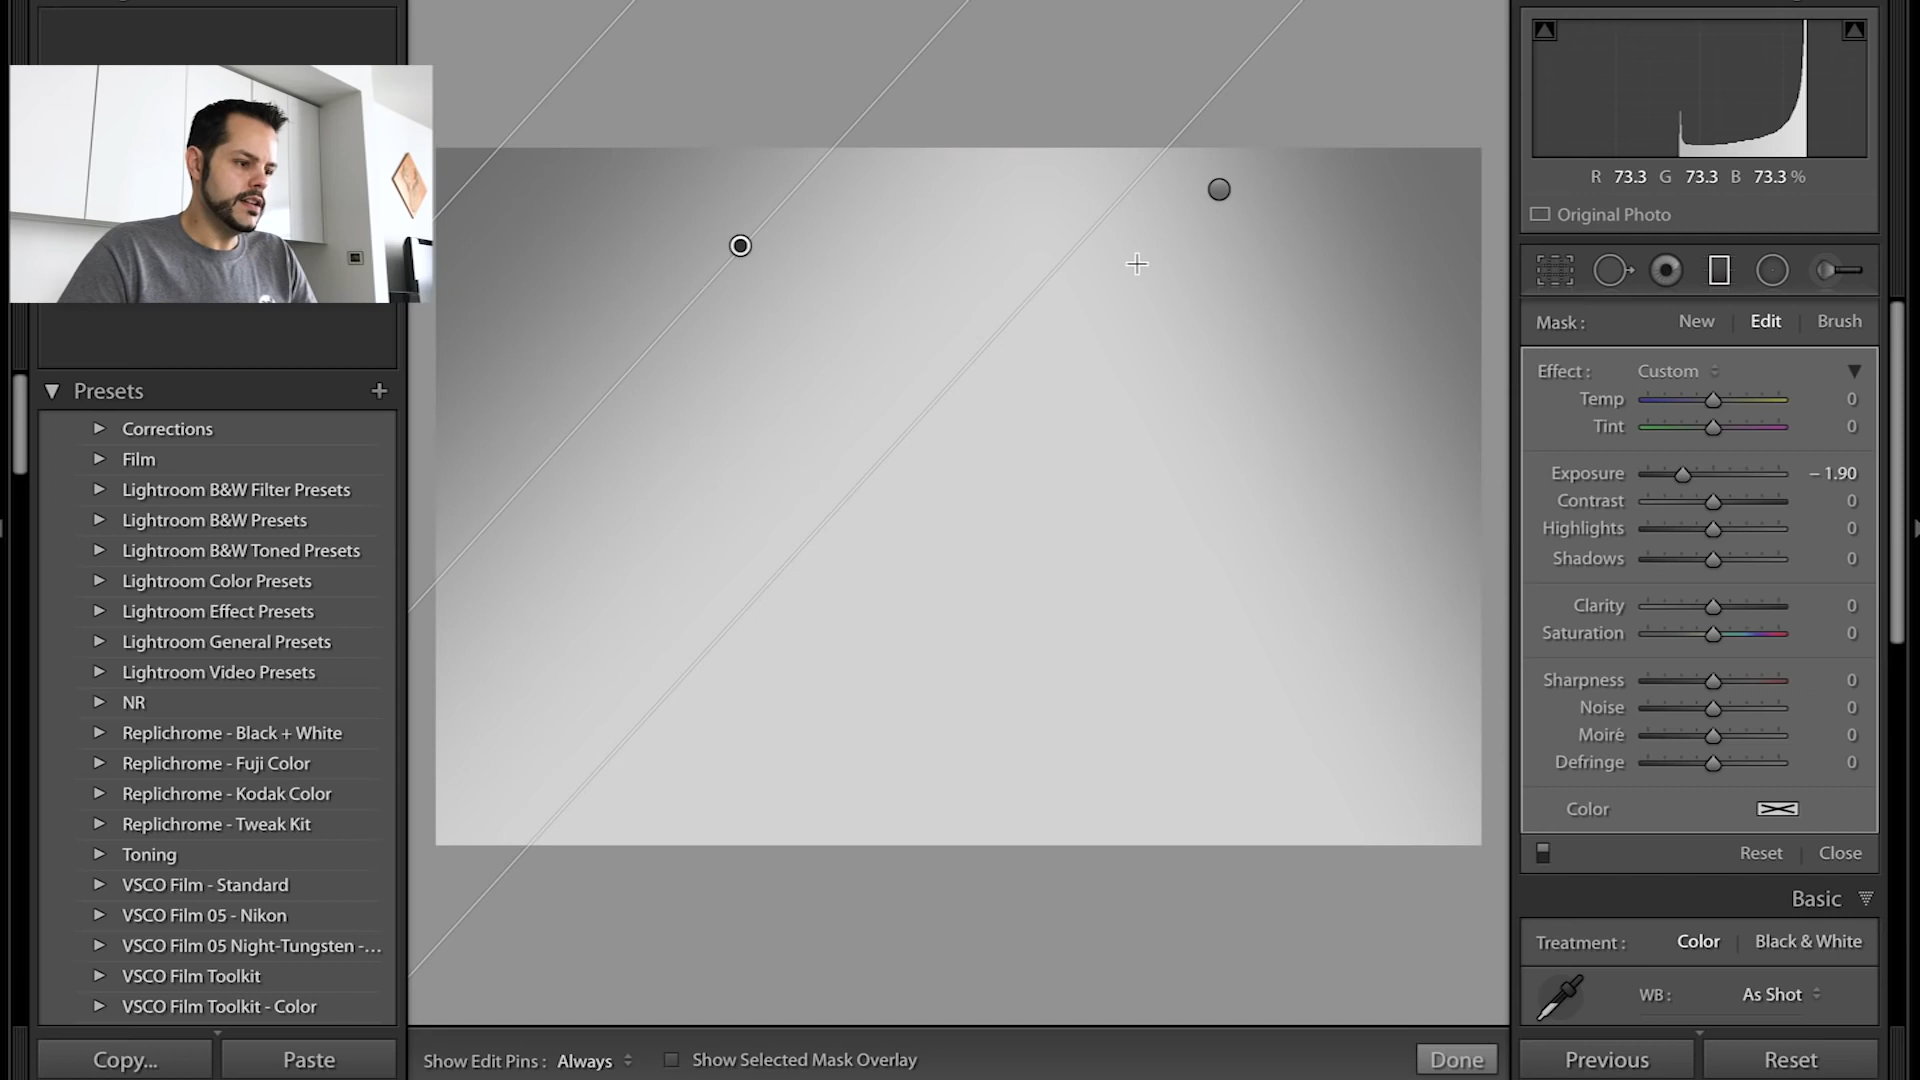 Presets +
Corrections
Film
Lightroom B&W Filter Presets
Lightroom B&W Presets
Lightroom B&W Toned Presets
Lightroom Color Presets
Lightroom Effect Presets
Lightroom General Presets
Lightroom Video Presets
NR
Replichrome - Black + White
Replichrome - Fuji Color
Replichrome - Kodak Color
Replichrome - Tweak Kit
Toning
VSCO Film - Standard
VSCO Film 05 - Nikon
VSCO Film 05 Night-Tungsten -...
VSCO Film Toolkit
VSCO Film Toolkit - Color
Copy... Paste
Show Edit Pins : Always Show Selected Mask Overlay Done
R 73.3 G 73.3 B 73.3 %
Original Photo
Mask : New Edit Brush
Effect : Custom
Temp 0
Tint 0
Exposure – 1.90
Contrast 0
Highlights 0
Shadows 0
Clarity 0
Saturation 0
Sharpness 0
Noise 0
Moiré 0
Defringe 0
Color
Reset Close
Basic
Treatment : Color Black & White
WB : As Shot
Previous Reset